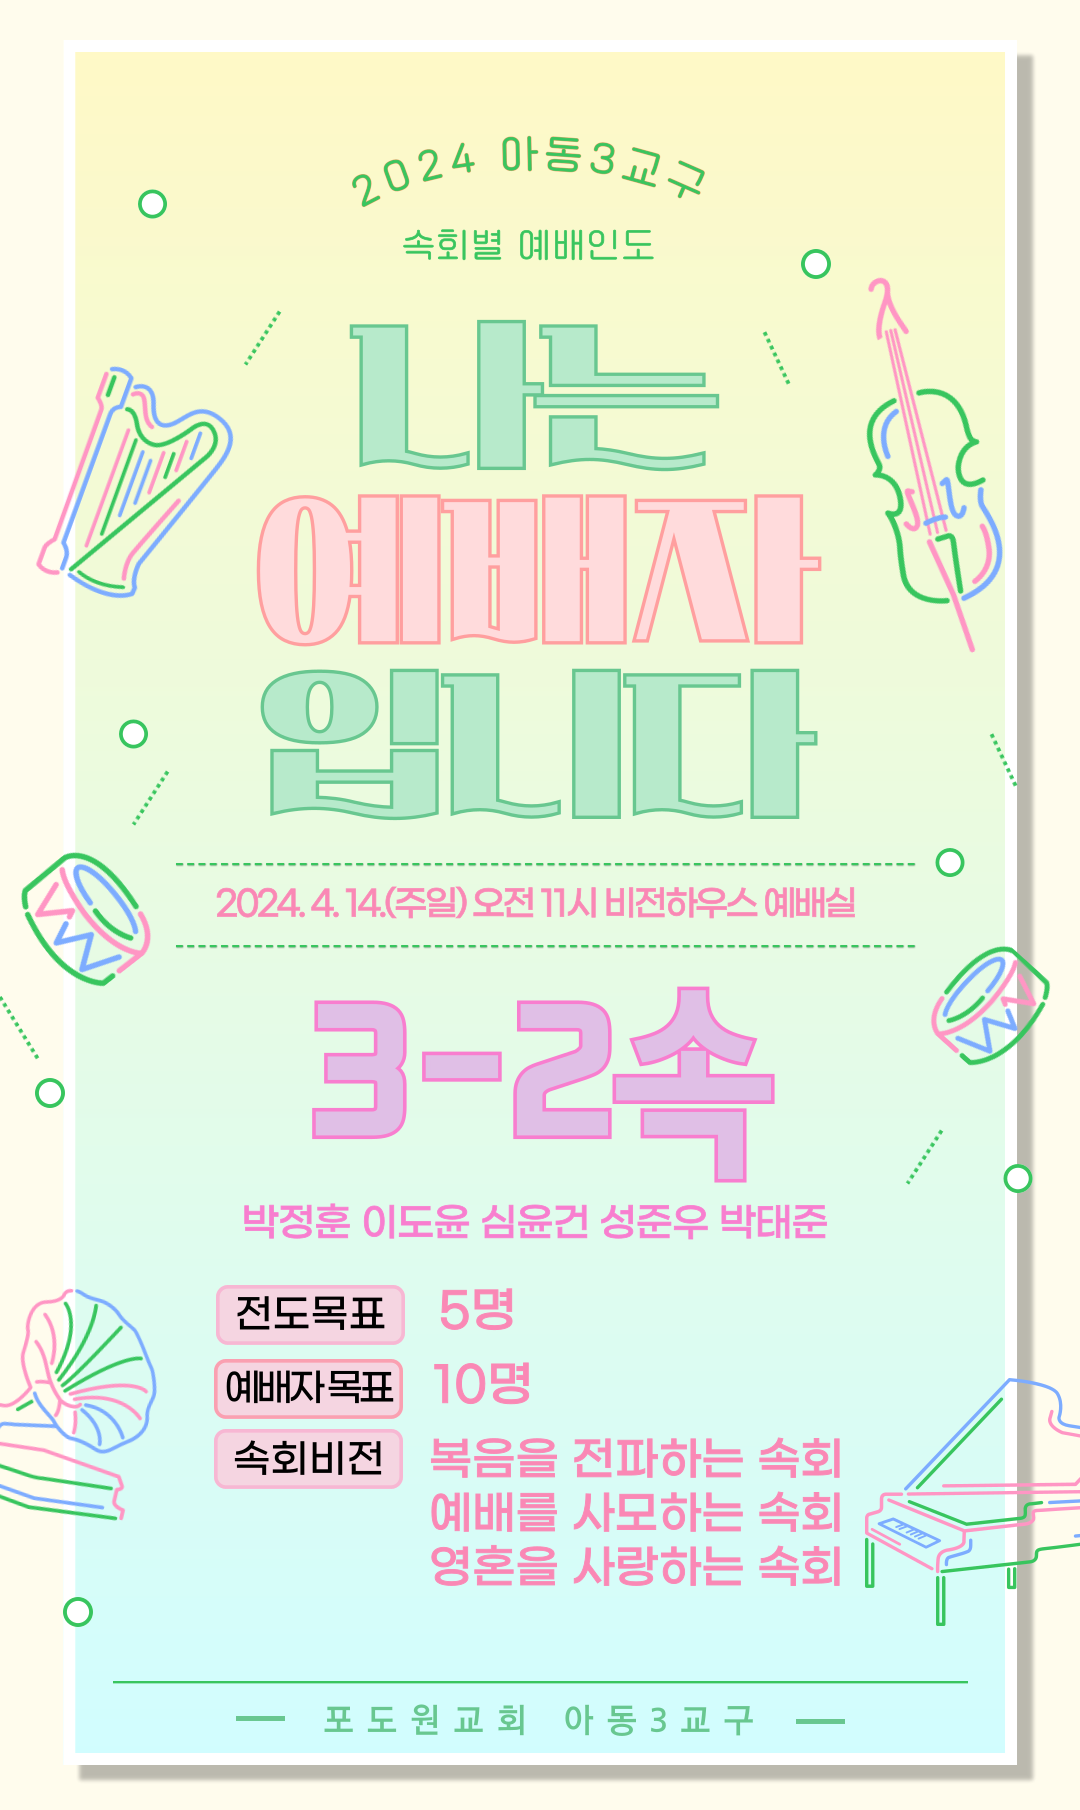 2024 아동3교구
속회별 예배인도
나는
예배자
입니다
2024. 4. 14.(주일) 오전 11시 비전하우스 예배실
3-2속
박정훈 이도윤 심윤건 성준우 박태준
전도목표 5명
예배자목표 10명
속회비전 복음을 전파하는 속회
예배를 사모하는 속회
영혼을 사랑하는 속회
포도원교회 아동3교구